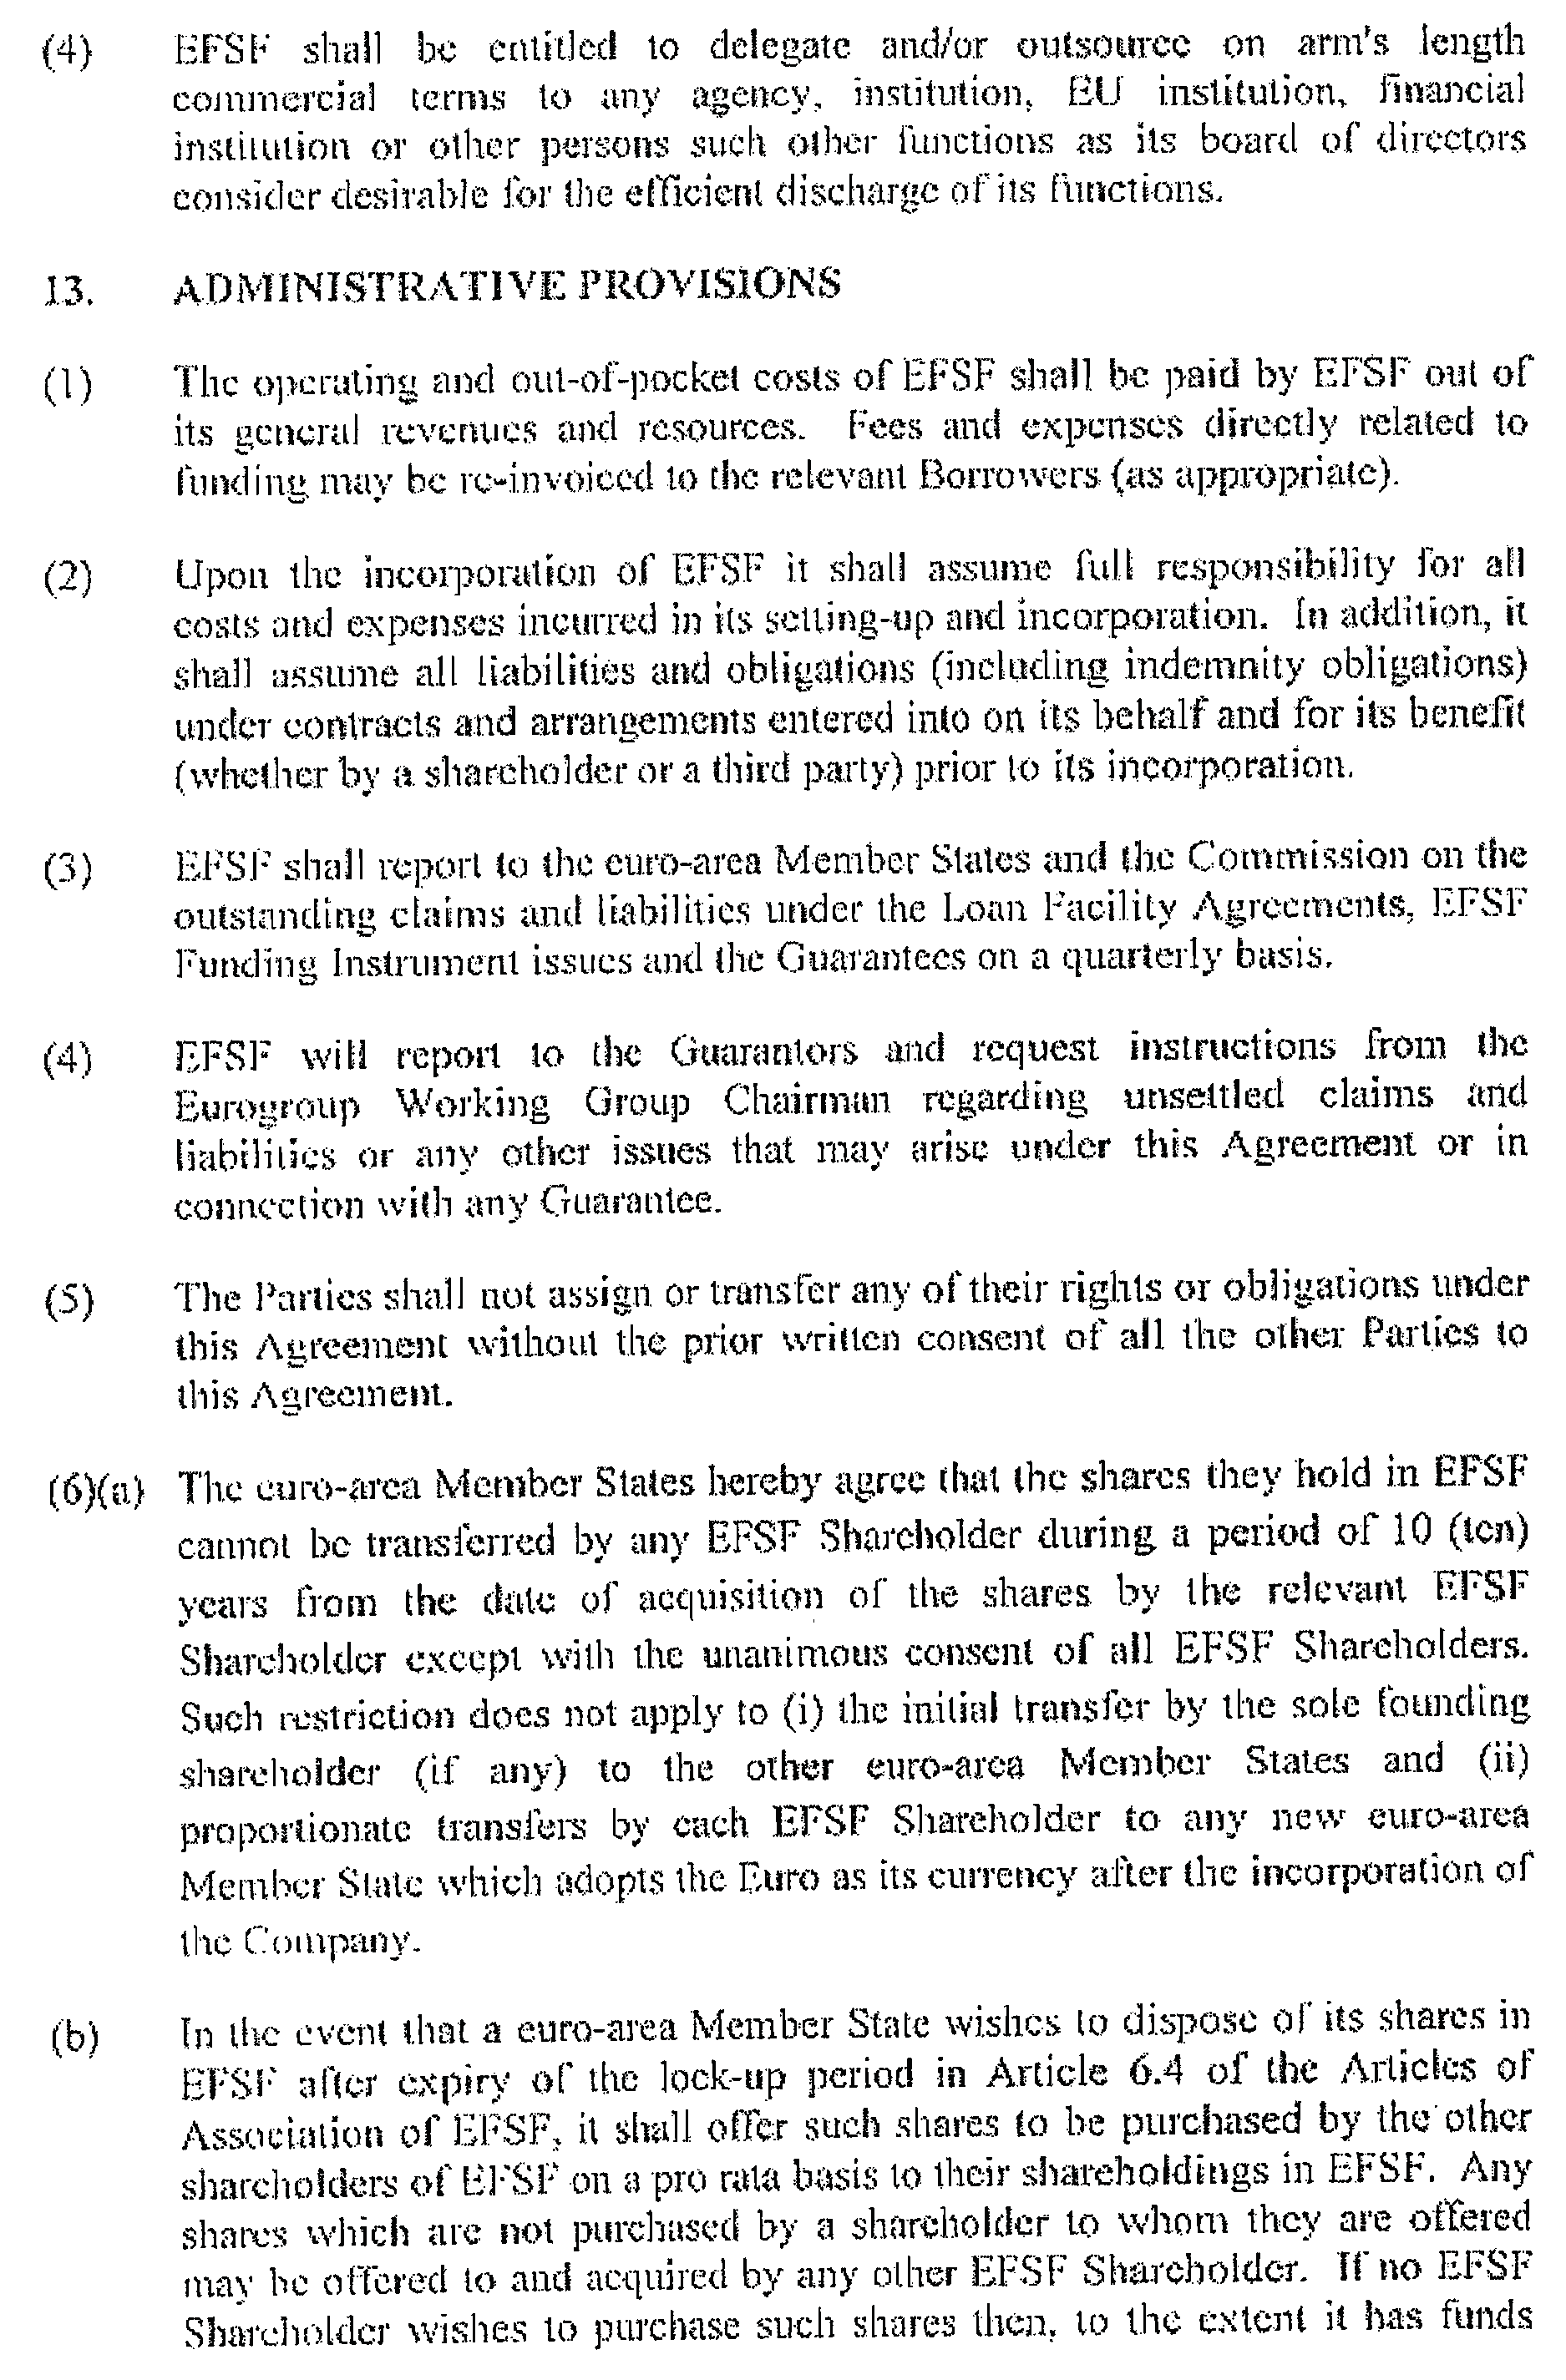 (4) EFSF shall be entitled to delegate and/or outsource on arm's length
commercial terms to any agency, institution, EU institution, financial
institution or other persons such other functions as its board of directors
consider desirable for the efficient discharge of its functions.
13. ADMINISTRATIVE PROVISIONS
(1) The operating and out-of-pocket costs of EFSF shall be paid by EFSF out of
its general revenues and resources. Fees and expenses directly related to
funding may be re-invoiced to the relevant Borrowers (as appropriate).
(2) Upon the incorporation of EFSF it shall assume full responsibility for all
costs and expenses incurred in its setting-up and incorporation. In addition, it
shall assume all liabilities and obligations (including indemnity obligations)
under contracts and arrangements entered into on its behalf and for its benefit
(whether by a shareholder or a third party) prior to its incorporation.
(3) EFSF shall report to the euro-area Member States and the Commission on the
outstanding claims and liabilities under the Loan Facility Agreements, EFSF
Funding Instrument issues and the Guarantees on a quarterly basis.
(4) EFSF will report to the Guarantors and request instructions from the
Eurogroup Working Group Chairman regarding unsettled claims and
liabilities or any other issues that may arise under this Agreement or in
connection with any Guarantee.
(5) The Parties shall not assign or transfer any of their rights or obligations under
this Agreement without the prior written consent of all the other Parties to
this Agreement.
(6)(a) The euro-area Member States hereby agree that the shares they hold in EFSF
cannot be transferred by any EFSF Shareholder during a period of 10 (ten)
years from the date of acquisition of the shares by the relevant EFSF
Shareholder except with the unanimous consent of all EFSF Shareholders.
Such restriction does not apply to (i) the initial transfer by the sole founding
shareholder (if any) to the other euro-area Member States and (ii)
proportionate transfers by each EFSF Shareholder to any new euro-area
Member State which adopts the Euro as its currency after the incorporation of
the Company.
(b) In the event that a euro-area Member State wishes to dispose of its shares in
EFSF after expiry of the lock-up period in Article 6.4 of the Articles of
Association of EFSF, it shall offer such shares to be purchased by the other
shareholders of EFSF on a pro rata basis to their shareholdings in EFSF. Any
shares which are not purchased by a shareholder to whom they are offered
may be offered to and acquired by any other EFSF Shareholder. If no EFSF
Shareholder wishes to purchase such shares then, to the extent it has funds